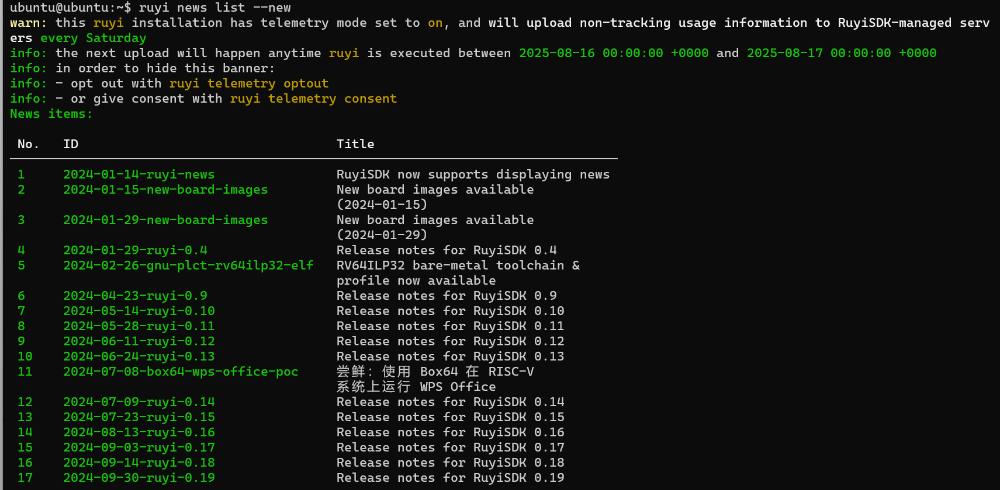 ubuntu@ubuntu:~$ ruyi news list --new
warn: this ruyi installation has telemetry mode set to on, and will upload non-tracking usage information to RuyiSDK-managed serv
ers every Saturday
info: the next upload will happen anytime ruyi is executed between 2025-08-16 00:00:00 +0000 and 2025-08-17 00:00:00 +0000
info: in order to hide this banner:
info: - opt out with ruyi telemetry optout
info: - or give consent with ruyi telemetry consent
News items:
No. ID Title
1 2024-01-14-ruyi-news RuyiSDK now supports displaying news
2 2024-01-15-new-board-images New board images available
(2024-01-15)
3 2024-01-29-new-board-images New board images available
(2024-01-29)
4 2024-01-29-ruyi-0.4 Release notes for RuyiSDK 0.4
5 2024-02-26-gnu-plct-rv64ilp32-elf RV64ILP32 bare-metal toolchain &
profile now available
6 2024-04-23-ruyi-0.9 Release notes for RuyiSDK 0.9
7 2024-05-14-ruyi-0.10 Release notes for RuyiSDK 0.10
8 2024-05-28-ruyi-0.11 Release notes for RuyiSDK 0.11
9 2024-06-11-ruyi-0.12 Release notes for RuyiSDK 0.12
10 2024-06-24-ruyi-0.13 Release notes for RuyiSDK 0.13
11 2024-07-08-box64-wps-office-poc 尝鲜：使用 Box64 在 RISC-V
系统上运行 WPS Office
12 2024-07-09-ruyi-0.14 Release notes for RuyiSDK 0.14
13 2024-07-23-ruyi-0.15 Release notes for RuyiSDK 0.15
14 2024-08-13-ruyi-0.16 Release notes for RuyiSDK 0.16
15 2024-09-03-ruyi-0.17 Release notes for RuyiSDK 0.17
16 2024-09-14-ruyi-0.18 Release notes for RuyiSDK 0.18
17 2024-09-30-ruyi-0.19 Release notes for RuyiSDK 0.19